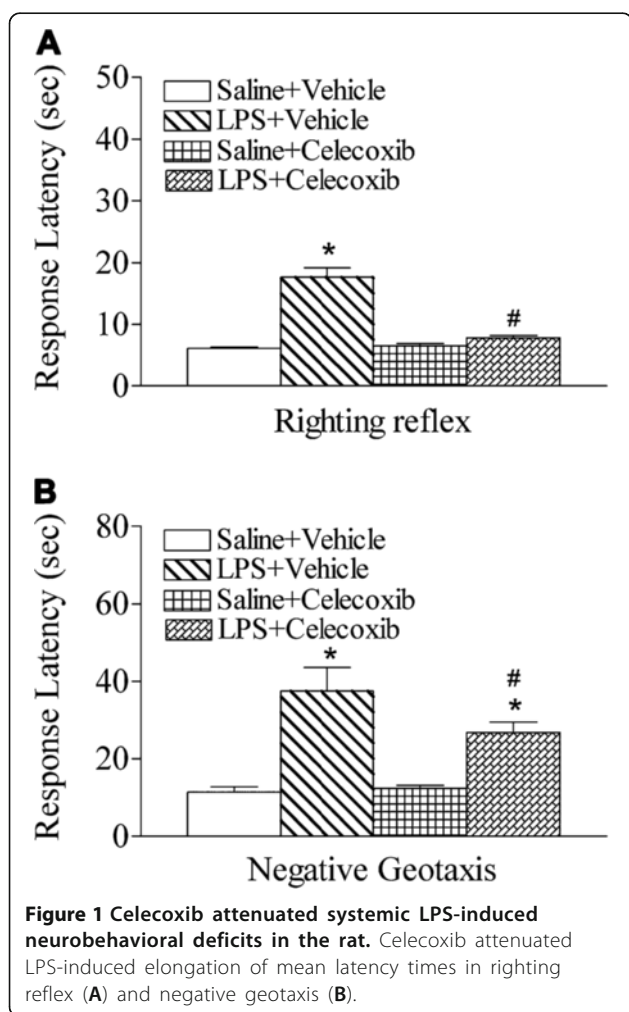 A
Response Latency (sec)
50
40
30
20
10
0
Saline+Vehicle
LPS+Vehicle
Saline+Celecoxib
LPS+Celecoxib
*
#
Righting reflex
B
Response Latency (sec)
80
60
40
20
0
Saline+Vehicle
LPS+Vehicle
Saline+Celecoxib
LPS+Celecoxib
*
#
*
Negative Geotaxis
Figure 1 Celecoxib attenuated systemic LPS-induced
neurobehavioral deficits in the rat. Celecoxib attenuated
LPS-induced elongation of mean latency times in righting
reflex (A) and negative geotaxis (B).